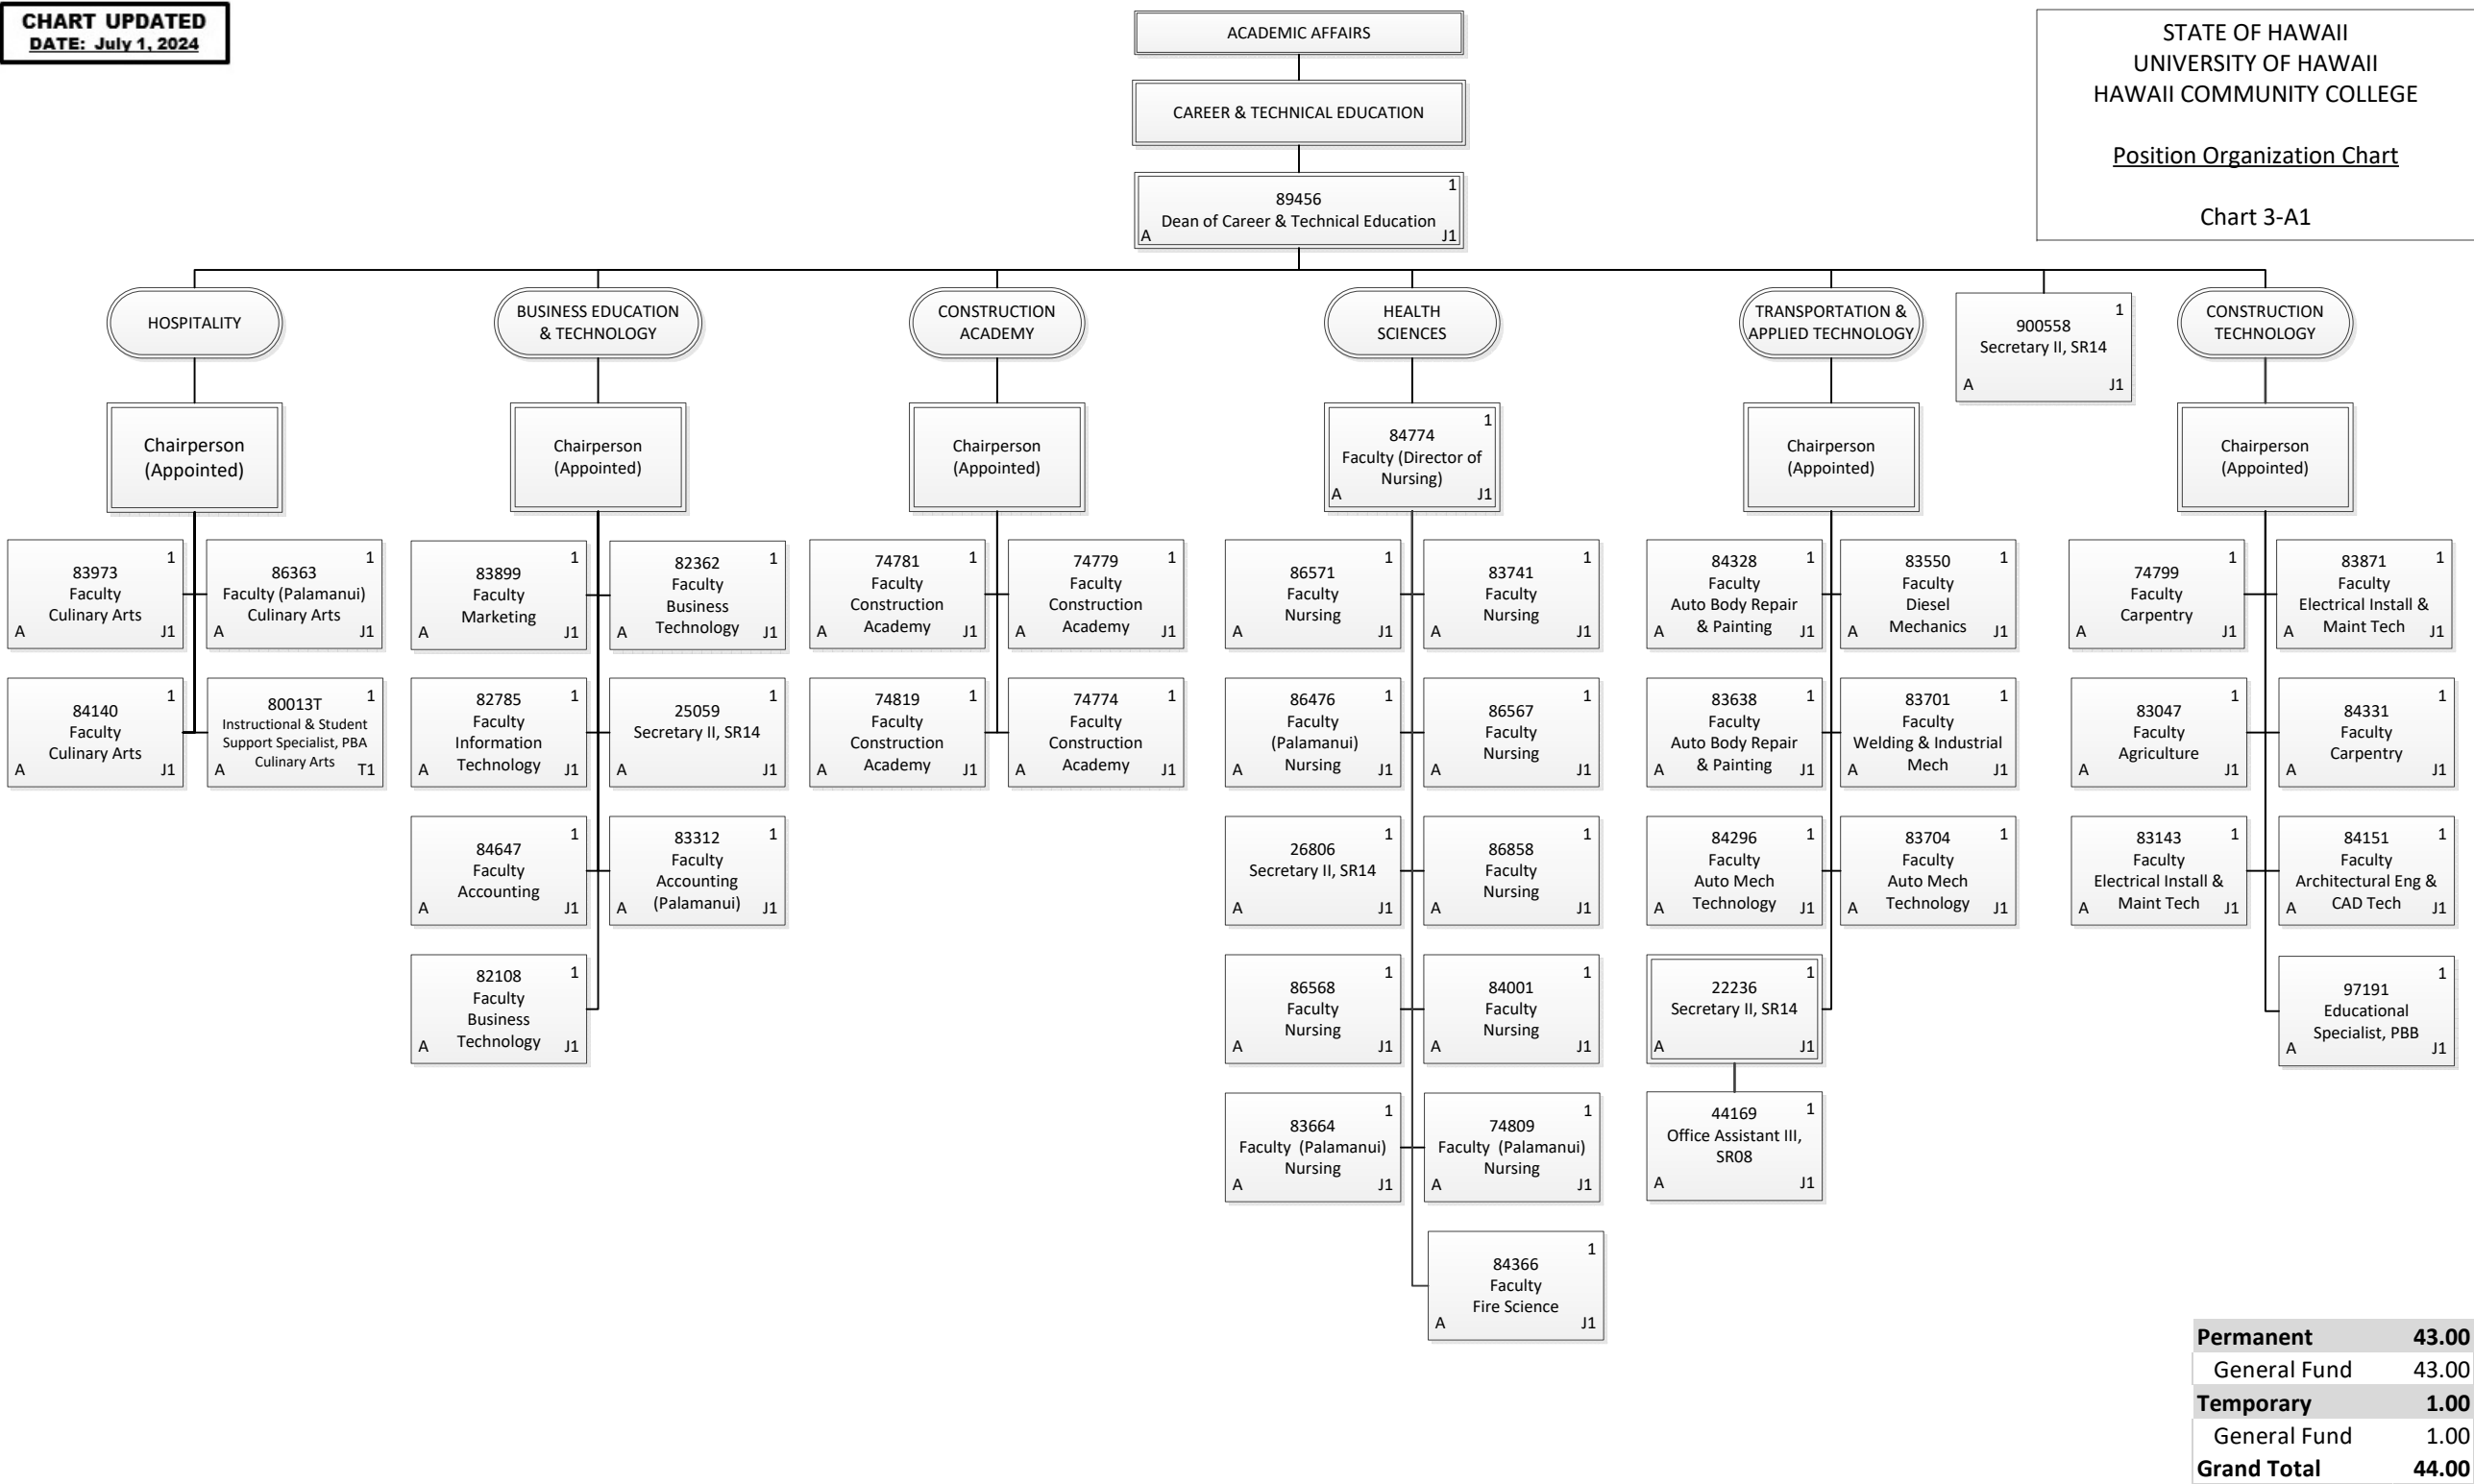 CHART UPDATED
DATE: July 1, 2024
STATE OF HAWAII
UNIVERSITY OF HAWAII
HAWAII COMMUNITY COLLEGE
Position Organization Chart
Chart 3-A1
ACADEMIC AFFAIRS
CAREER & TECHNICAL EDUCATION
1
89456
Dean of Career & Technical Education
A J1
HOSPITALITY
Chairperson
(Appointed)
1
83973
Faculty
Culinary Arts
A J1
1
86363
Faculty (Palamanui)
Culinary Arts
A J1
1
84140
Faculty
Culinary Arts
A J1
1
80013T
Instructional & Student
Support Specialist, PBA
Culinary Arts
A T1
BUSINESS EDUCATION
& TECHNOLOGY
Chairperson
(Appointed)
1
83899
Faculty
Marketing
A J1
1
82362
Faculty
Business
Technology
A J1
1
82785
Faculty
Information
Technology
A J1
1
25059
Secretary II, SR14
A J1
1
84647
Faculty
Accounting
A J1
1
83312
Faculty
Accounting
(Palamanui)
A J1
1
82108
Faculty
Business
Technology
A J1
CONSTRUCTION
ACADEMY
Chairperson
(Appointed)
1
74781
Faculty
Construction
Academy
A J1
1
74779
Faculty
Construction
Academy
A J1
1
74819
Faculty
Construction
Academy
A J1
1
74774
Faculty
Construction
Academy
A J1
HEALTH
SCIENCES
1
84774
Faculty (Director of
Nursing)
A J1
1
86571
Faculty
Nursing
A J1
1
83741
Faculty
Nursing
A J1
1
86476
Faculty
(Palamanui)
Nursing
A J1
1
86567
Faculty
Nursing
A J1
1
26806
Secretary II, SR14
A J1
1
86858
Faculty
Nursing
A J1
1
86568
Faculty
Nursing
A J1
1
84001
Faculty
Nursing
A J1
1
83664
Faculty (Palamanui)
Nursing
A J1
1
74809
Faculty (Palamanui)
Nursing
A J1
1
84366
Faculty
Fire Science
A J1
TRANSPORTATION &
APPLIED TECHNOLOGY
Chairperson
(Appointed)
1
84328
Faculty
Auto Body Repair
& Painting
A J1
1
83550
Faculty
Diesel
Mechanics
A J1
1
83638
Faculty
Auto Body Repair
& Painting
A J1
1
83701
Faculty
Welding & Industrial
Mech
A J1
1
84296
Faculty
Auto Mech
Technology
A J1
1
83704
Faculty
Auto Mech
Technology
A J1
1
22236
Secretary II, SR14
A J1
1
44169
Office Assistant III,
SR08
A J1
1
900558
Secretary II, SR14
A J1
CONSTRUCTION
TECHNOLOGY
Chairperson
(Appointed)
1
74799
Faculty
Carpentry
A J1
1
83871
Faculty
Electrical Install &
Maint Tech
A J1
1
83047
Faculty
Agriculture
A J1
1
84331
Faculty
Carpentry
A J1
1
83143
Faculty
Electrical Install &
Maint Tech
A J1
1
84151
Faculty
Architectural Eng &
CAD Tech
A J1
1
97191
Educational
Specialist, PBB
A J1
Permanent 43.00
General Fund 43.00
Temporary 1.00
General Fund 1.00
Grand Total 44.00